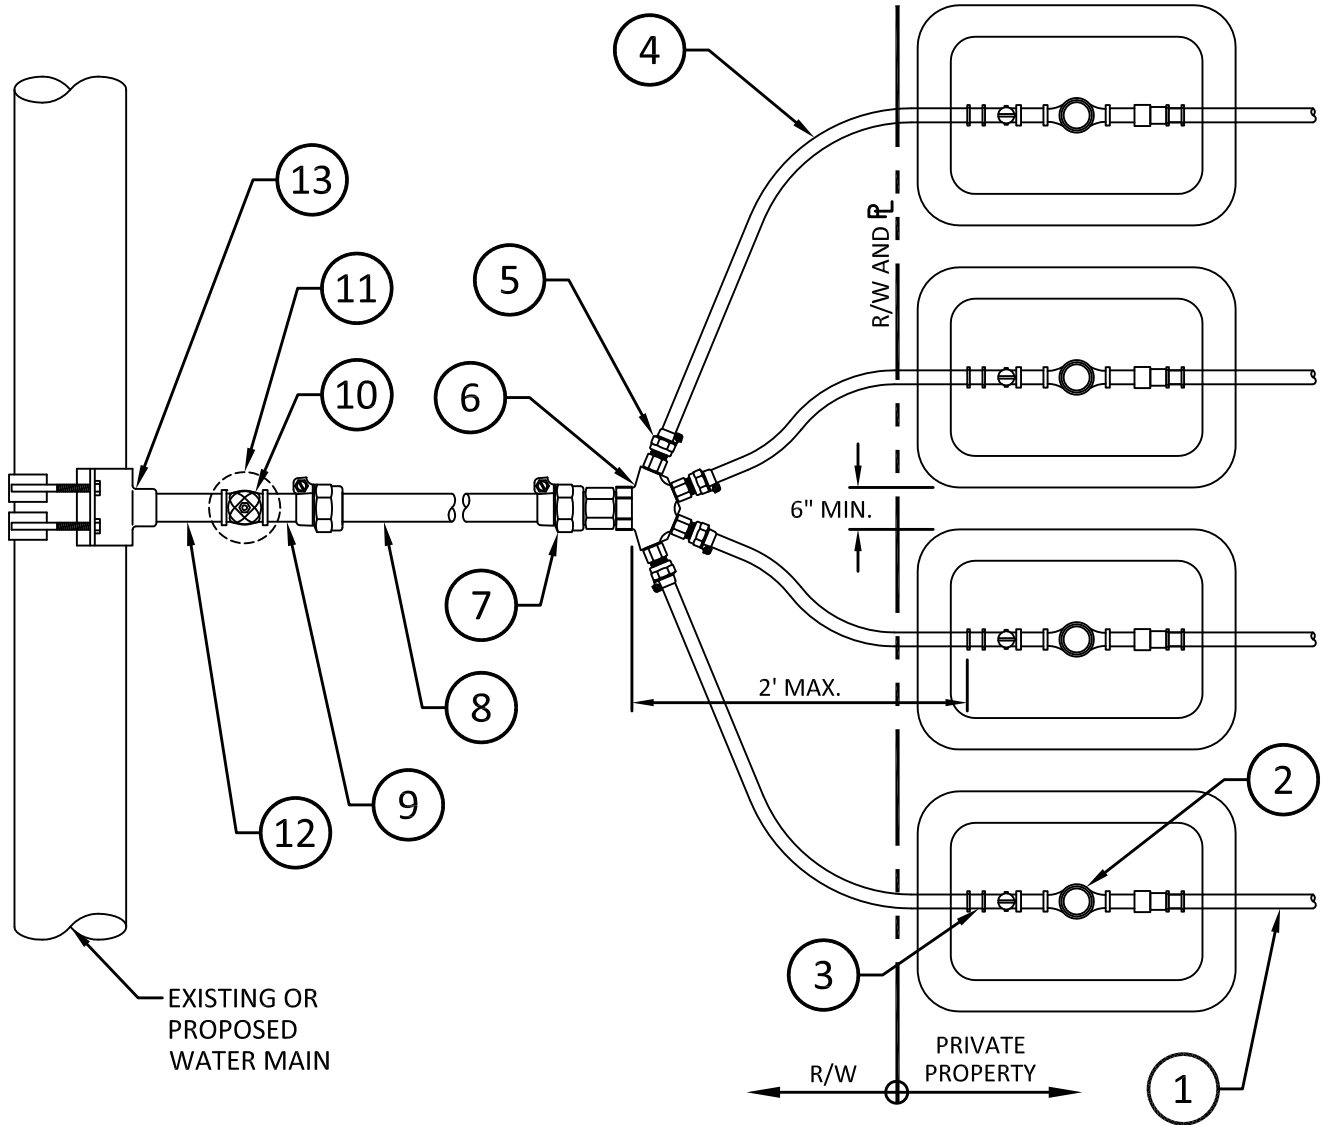 4
13
R/W AND PL
11
5
10
6
6" MIN.
7
2' MAX.
8
2
9
12
3
EXISTING OR
PROPOSED
WATER MAIN
PRIVATE
R/W PROPERTY
1